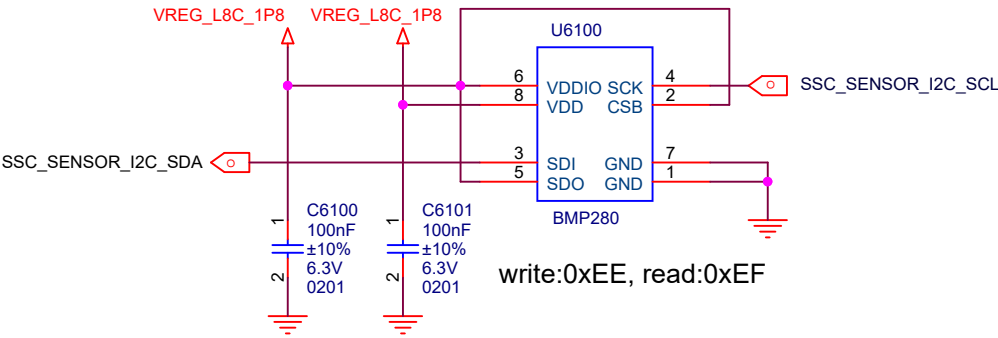 VREG_L8C_1P8 VREG_L8C_1P8
U6100
6 VDDIO SCK 4
8 VDD CSB 2
SSC_SENSOR_I2C_SCL
SSC_SENSOR_I2C_SDA
3 SDI GND 7
5 SDO GND 1
BMP280
1
C6100
100nF
±10%
6.3V
0201
2
1
C6101
100nF
±10%
6.3V
0201
2
write:0xEE, read:0xEF